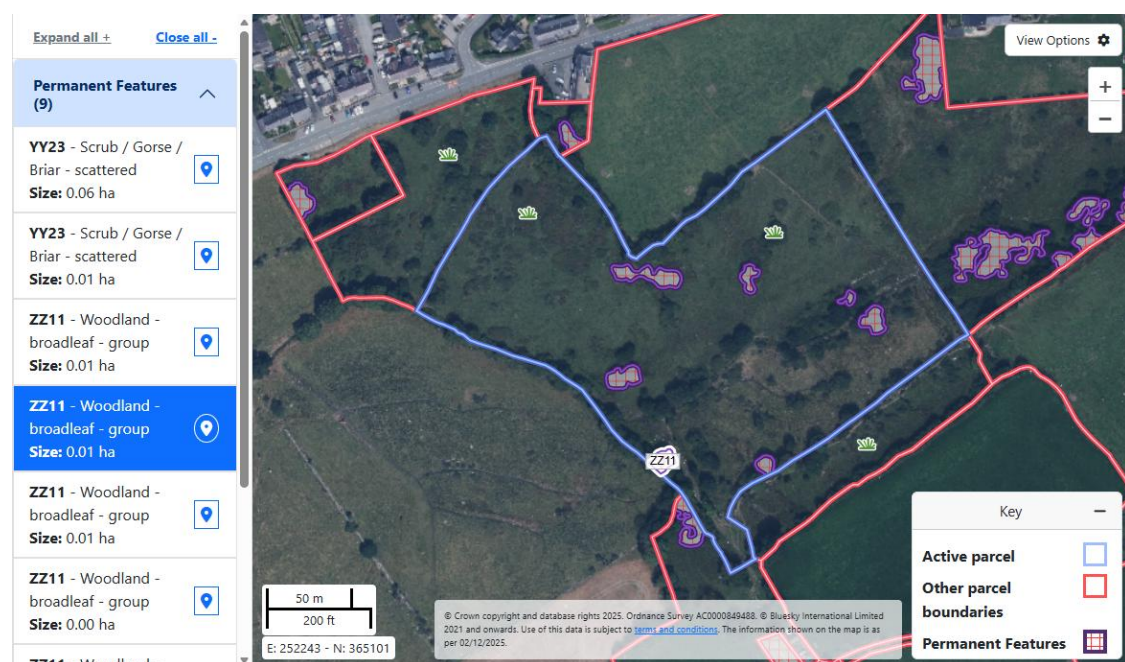 Expand all +
Close all -
Permanent Features
(9)
YY23 - Scrub / Gorse /
Briar - scattered
Size: 0.06 ha
YY23 - Scrub / Gorse /
Briar - scattered
Size: 0.01 ha
ZZ11 - Woodland -
broadleaf - group
Size: 0.01 ha
ZZ11 - Woodland -
broadleaf - group
Size: 0.01 ha
ZZ11 - Woodland -
broadleaf - group
Size: 0.01 ha
ZZ11 - Woodland -
broadleaf - group
Size: 0.00 ha
View Options
+
−
ZZ11
50 m
200 ft
E: 252243 - N: 365101
© Crown copyright and database rights 2025. Ordnance Survey AC0000849488. © Bluesky International Limited
2021 and onwards. Use of this data is subject to terms and conditions. The information shown on the map is as
per 02/12/2025.
Key −
Active parcel
Other parcel
boundaries
Permanent Features